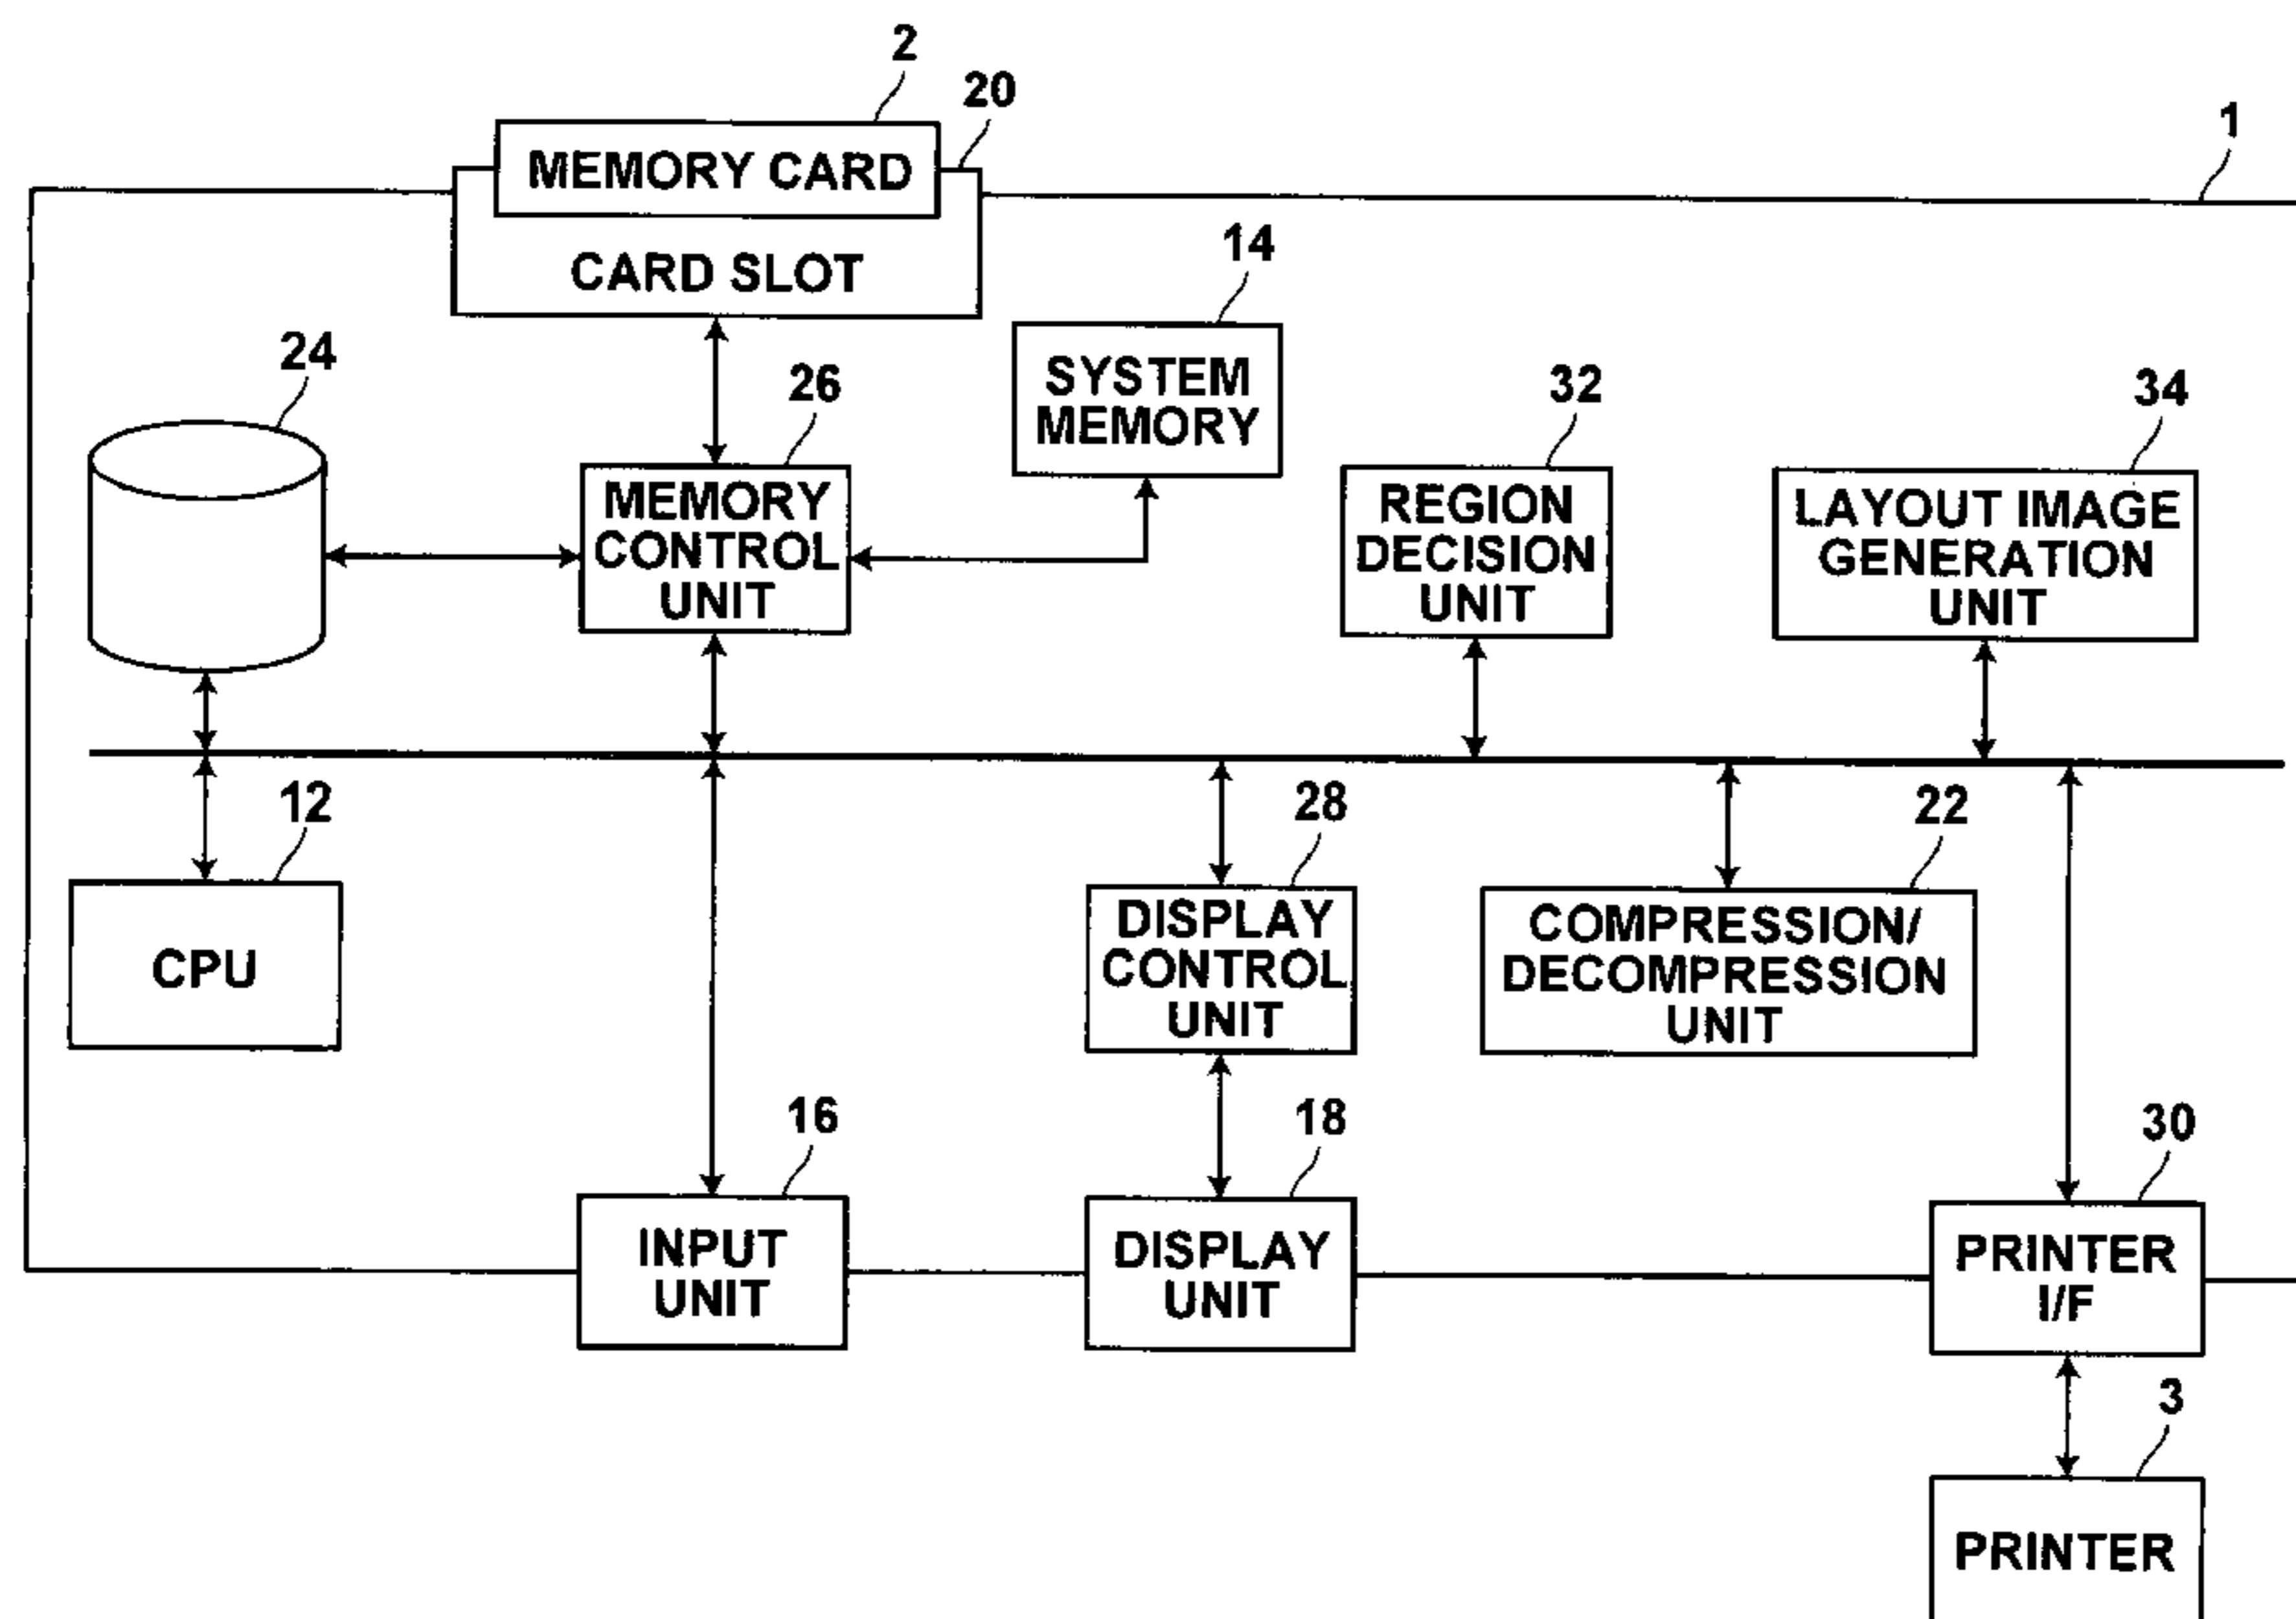 2
20
1
MEMORY CARD
CARD SLOT
14
24
26
SYSTEM
MEMORY
32
34
MEMORY
CONTROL
UNIT
REGION
DECISION
UNIT
LAYOUT IMAGE
GENERATION
UNIT
12
28
22
CPU
DISPLAY
CONTROL
UNIT
COMPRESSION/
DECOMPRESSION
UNIT
16
18
30
INPUT
UNIT
DISPLAY
UNIT
PRINTER
I/F
3
PRINTER